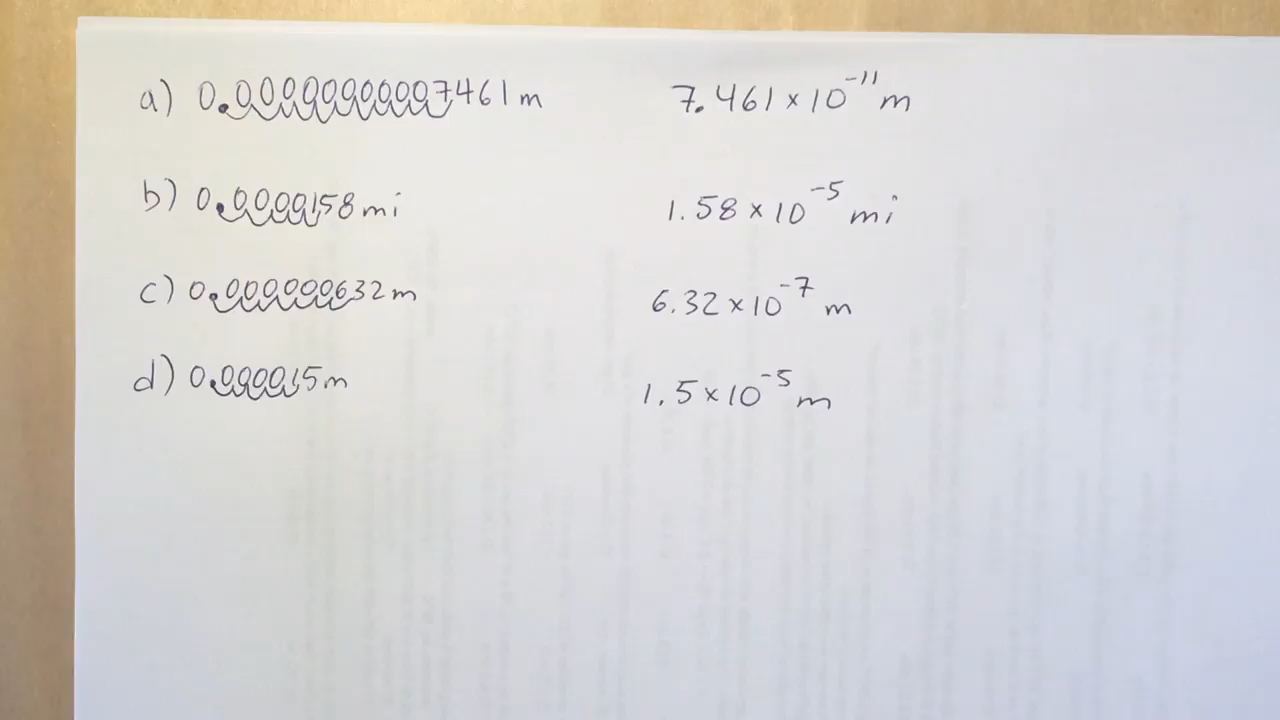 a) 0.00000000007461 m 7.461 × 10⁻¹¹ m
b) 0.0000158 mi 1.58 × 10⁻⁵ mi
c) 0.000000632 m 6.32 × 10⁻⁷ m
d) 0.000015 m 1.5 × 10⁻⁵ m